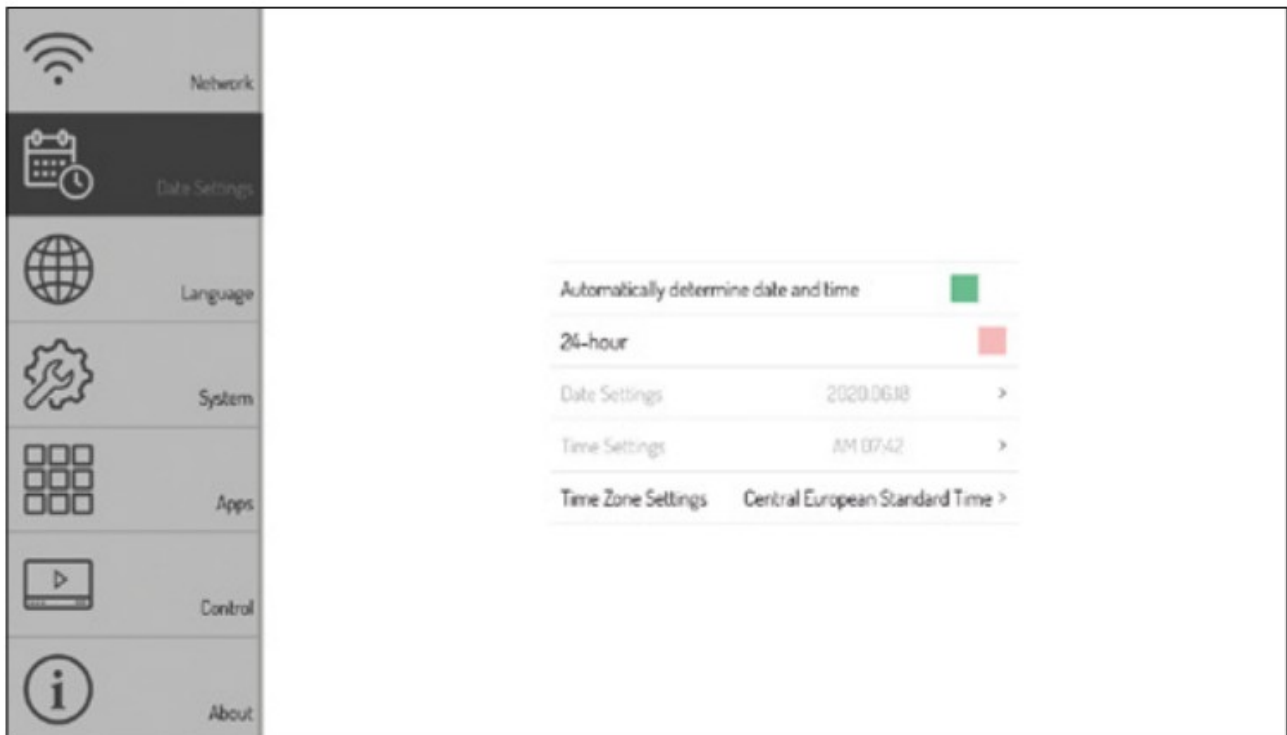 Network
Date Settings
Language
System
Apps
Control
About
Automatically determine date and time
24-hour
Date Settings 2020.06.18 >
Time Settings AM 07:42 >
Time Zone Settings Central European Standard Time >